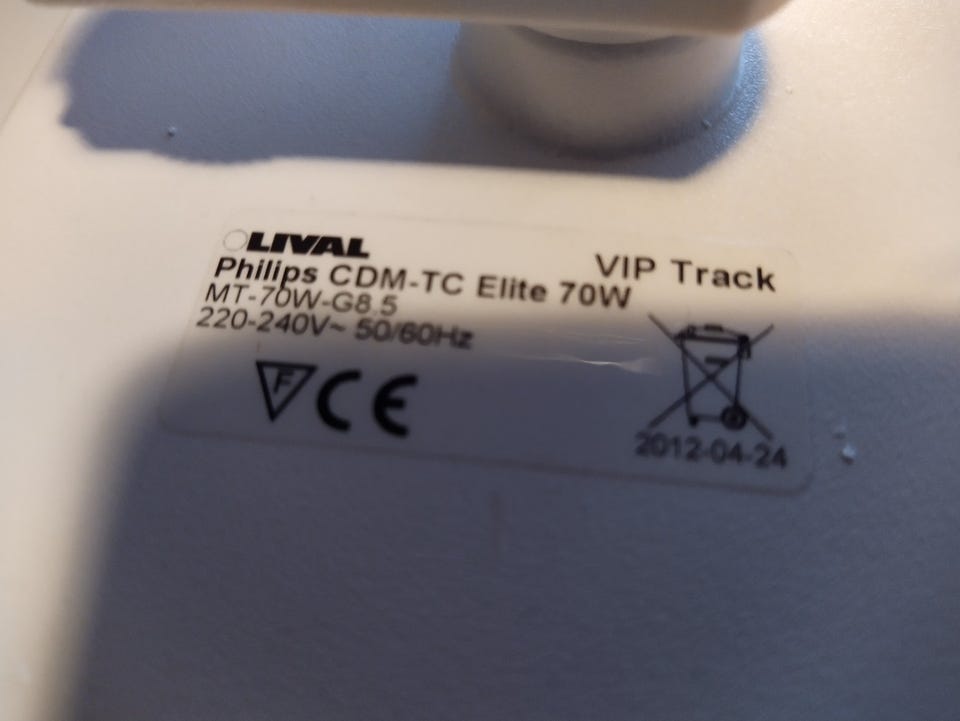 LIVAL
VIP Track
Philips CDM-TC Elite 70W
MT-70W-G8.5
220-240V~ 50/60Hz
F CE
2012-04-24